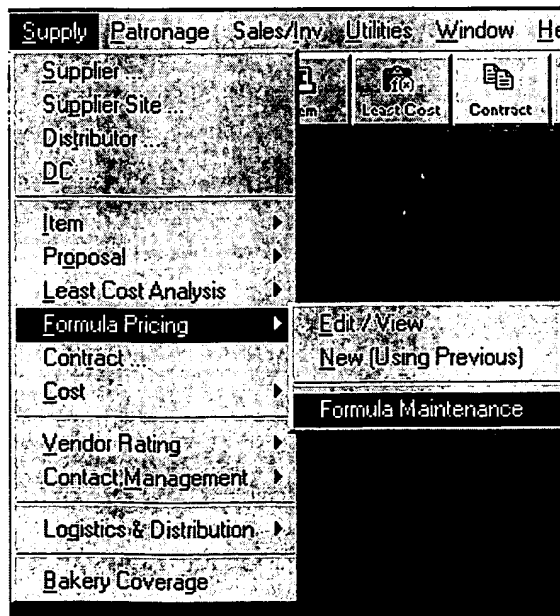 Supply Patronage Sales/Inv Utilities Window He
Supplier ...
Supplier Site ...
Distributor ...
DC ...
em Least Cost Contract
Item
Proposal
Least Cost Analysis
Formula Pricing
Edit / View
New (Using Previous)
Formula Maintenance
Contract ...
Cost
Vendor Rating
Contact Management
Logistics & Distribution
Bakery Coverage